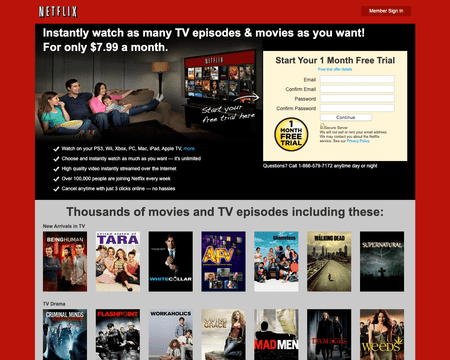 NETFLIX
Member Sign In
Instantly watch as many TV episodes & movies as you want!
For only $7.99 a month.
NETFLIX
Start your
free trial here
Start Your 1 Month Free Trial
Free trial offer details
Email
Confirm Email
Password
Confirm Password
Continue
1
MONTH
FREE
TRIAL
Secure Server
We will not sell or rent your email address.
We may contact you about the Netflix
service. See our Privacy Policy.
Questions? Call 1-866-579-7172 anytime day or night
Watch on your PS3, Wii, Xbox, PC, Mac, iPad, Apple TV, more
Choose and instantly watch as much as you want — it's unlimited
High quality video instantly streamed over the Internet
Over 100,000 people are joining Netflix every week
Cancel anytime with just 3 clicks online — no hassles
Thousands of movies and TV episodes including these:
New Arrivals in TV
BEING HUMAN
UNITED STATES OF
TARA
WHITE COLLAR
AFV
Shameless
THE WALKING DEAD
SUPERNATURAL
TV Drama
CRIMINAL MINDS
FLASHPOINT
WORKAHOLICS
SAVING GRACE
MAD MEN
weeds